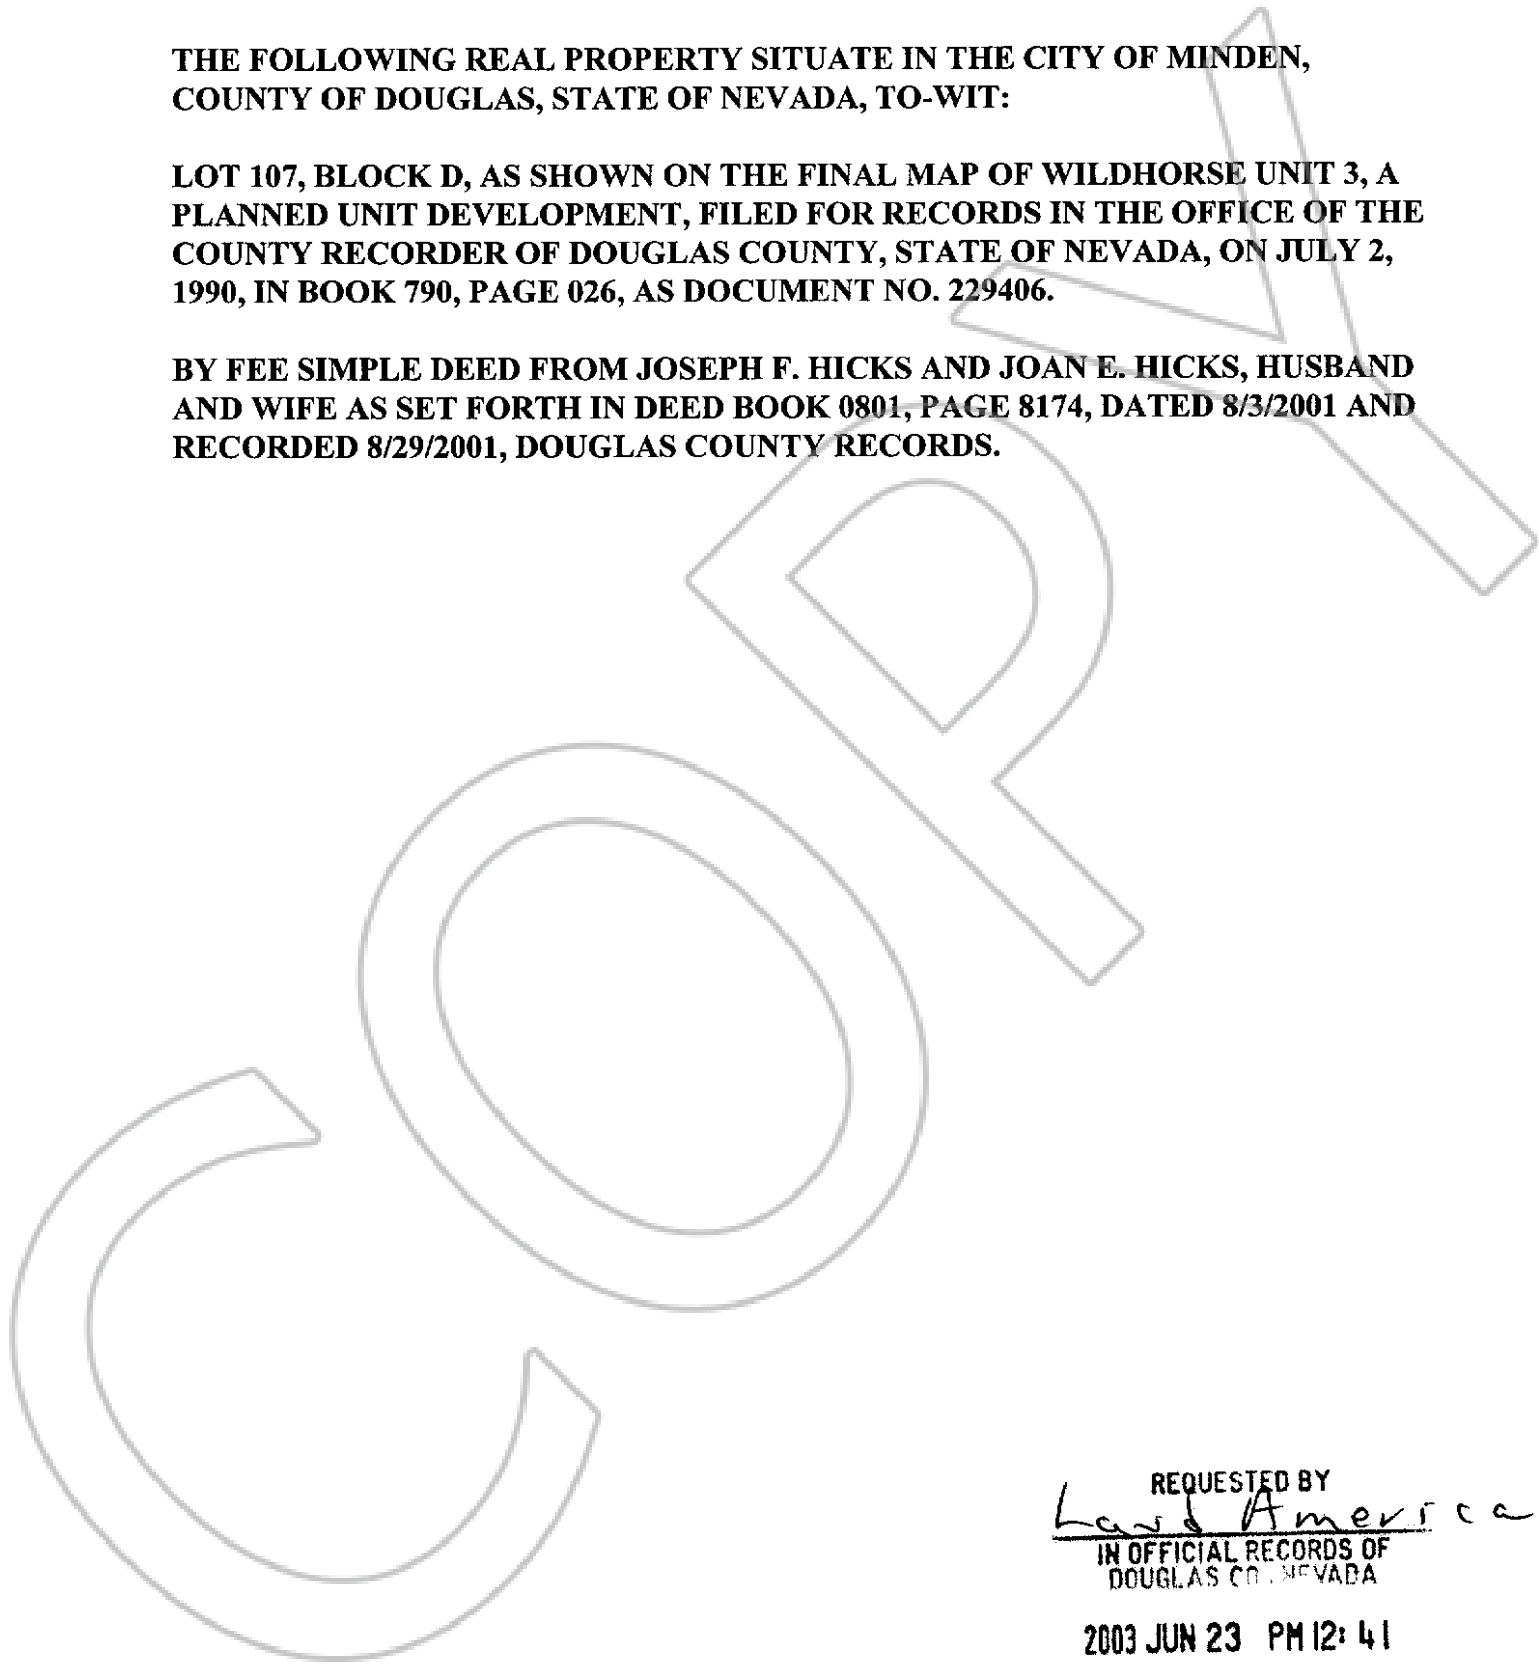 THE FOLLOWING REAL PROPERTY SITUATE IN THE CITY OF MINDEN,
COUNTY OF DOUGLAS, STATE OF NEVADA, TO-WIT:
LOT 107, BLOCK D, AS SHOWN ON THE FINAL MAP OF WILDHORSE UNIT 3, A
PLANNED UNIT DEVELOPMENT, FILED FOR RECORDS IN THE OFFICE OF THE
COUNTY RECORDER OF DOUGLAS COUNTY, STATE OF NEVADA, ON JULY 2,
1990, IN BOOK 790, PAGE 026, AS DOCUMENT NO. 229406.
BY FEE SIMPLE DEED FROM JOSEPH F. HICKS AND JOAN E. HICKS, HUSBAND
AND WIFE AS SET FORTH IN DEED BOOK 0801, PAGE 8174, DATED 8/3/2001 AND
RECORDED 8/29/2001, DOUGLAS COUNTY RECORDS.
COPY
REQUESTED BY
Land America
IN OFFICIAL RECORDS OF
DOUGLAS CO. NEVADA
2003 JUN 23 PM 12: 41